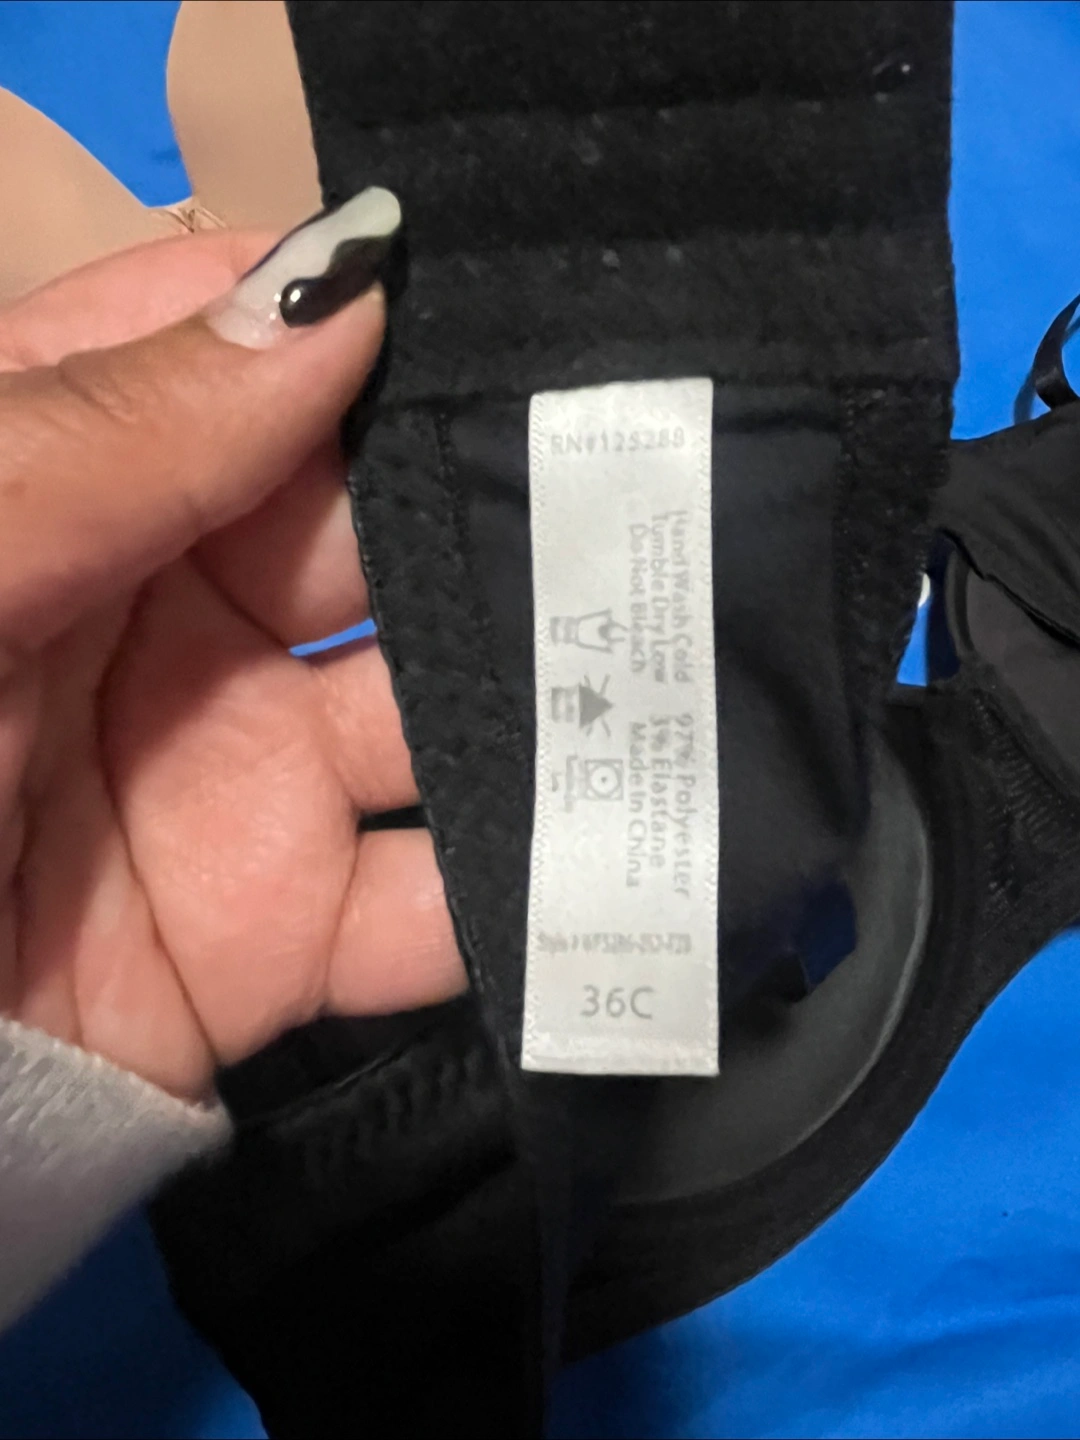 RN#125288
Hand Wash Cold
Tumble Dry Low
Do Not Bleach
97% Polyester
3% Elastane
Made In China
36C